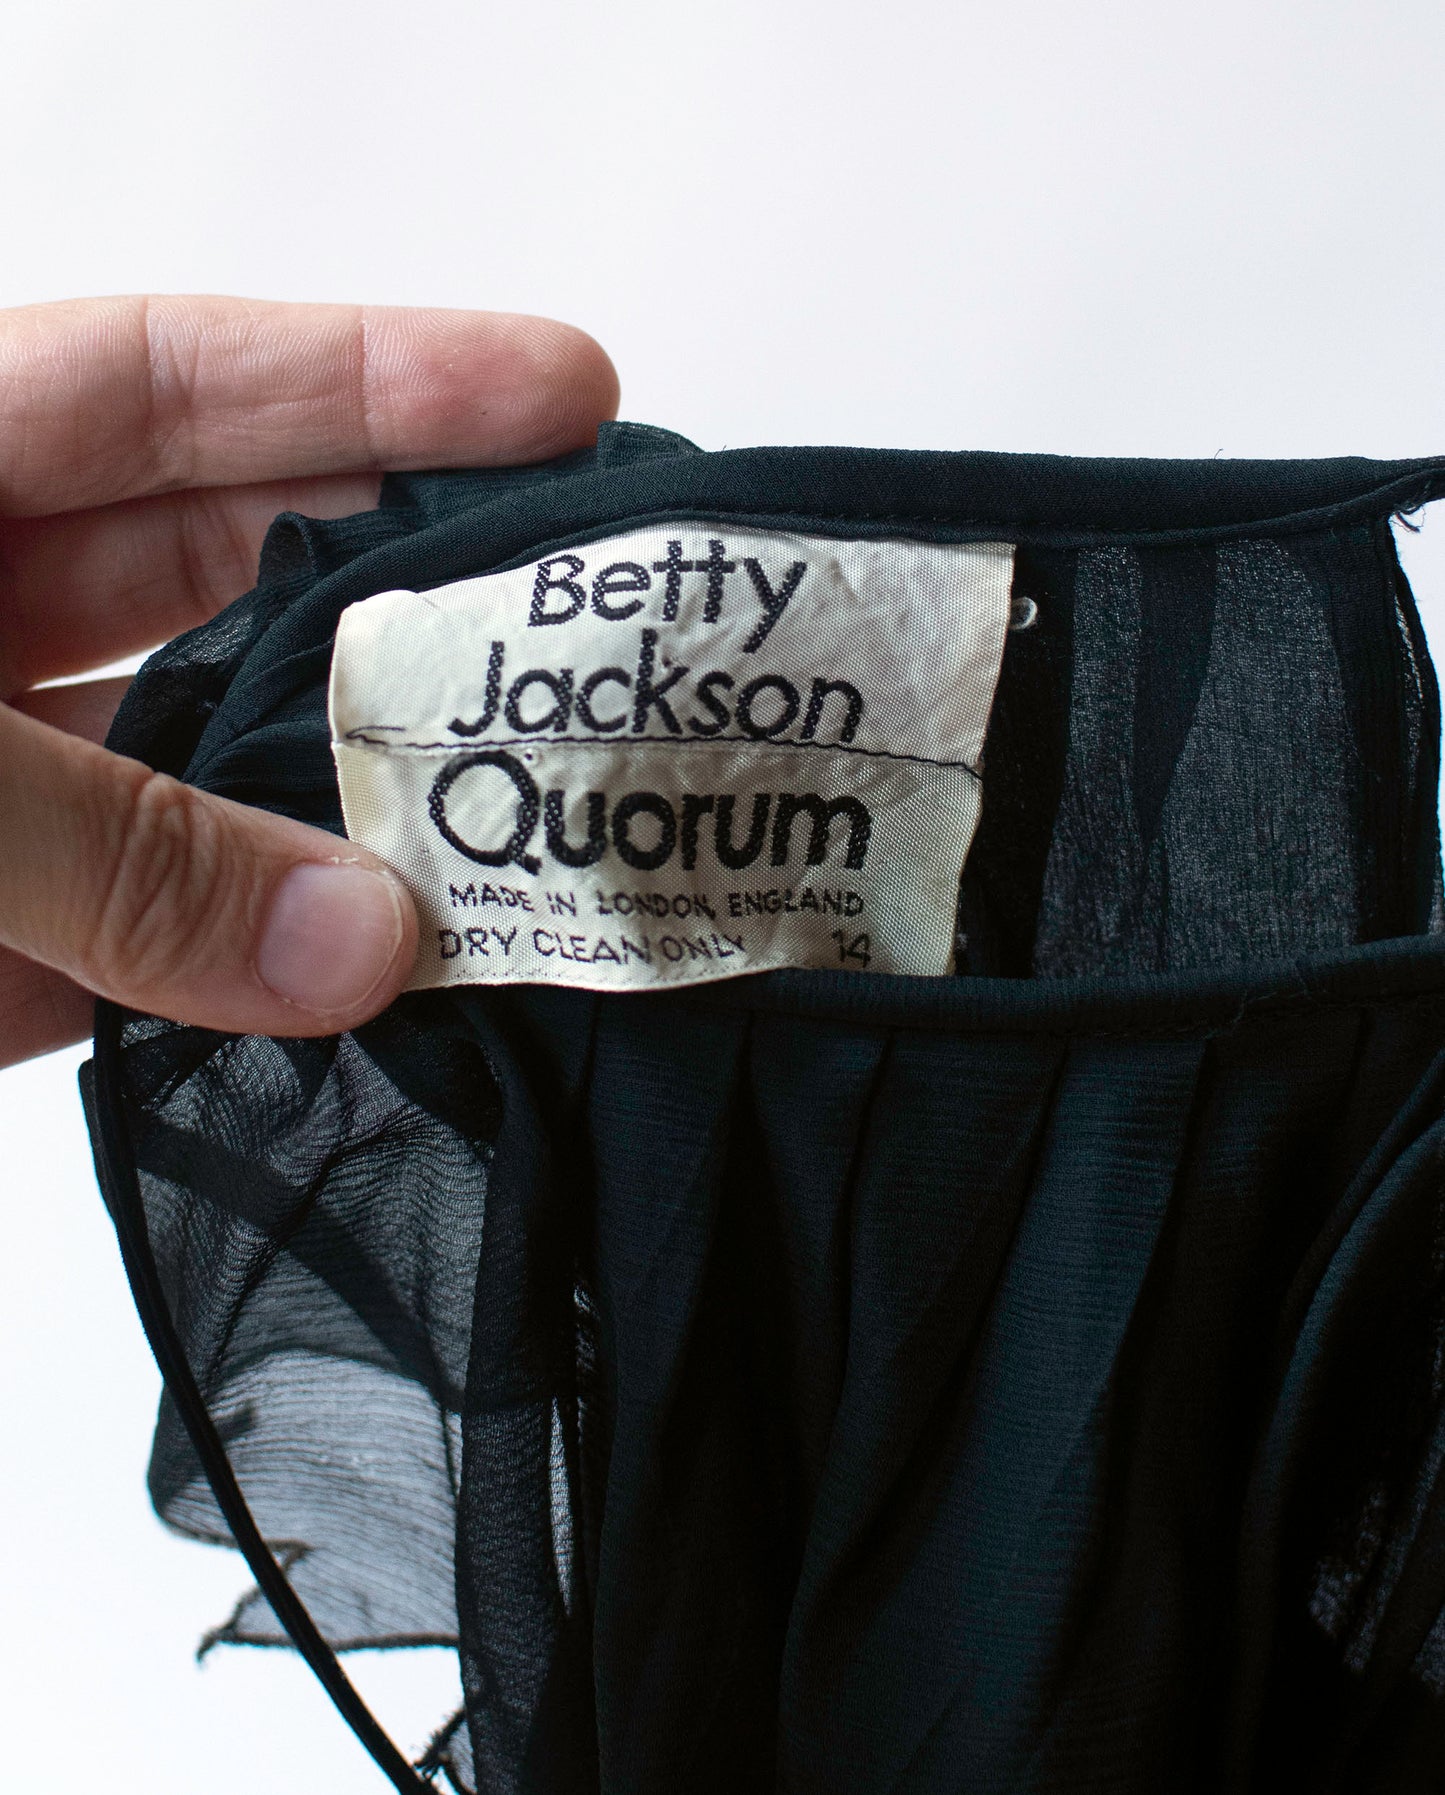 Betty
Jackson
Quorum
MADE IN LONDON, ENGLAND
DRY CLEAN ONLY 14